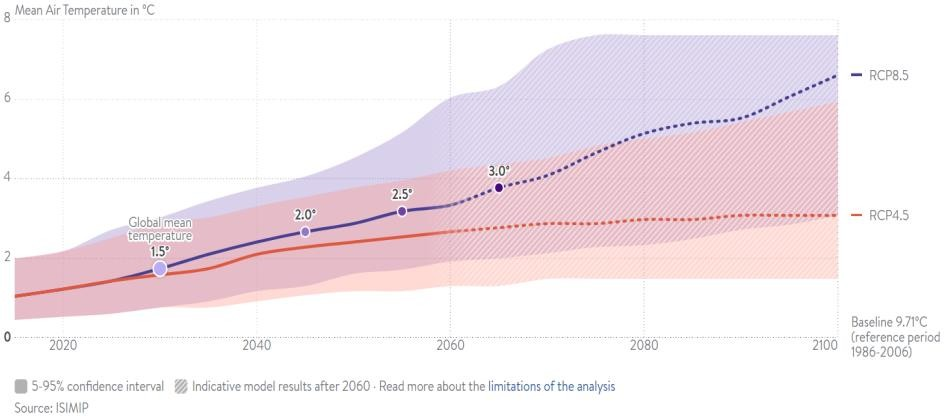 Mean Air Temperature in °C
8
6
4
2
0
Global mean
temperature
1.5°
2.0°
2.5°
3.0°
RCP8.5
RCP4.5
Baseline 9.71°C
(reference period
1986-2006)
2020
2040
2060
2080
2100
5-95% confidence interval
Indicative model results after 2060 · Read more about the limitations of the analysis
Source: ISIMIP